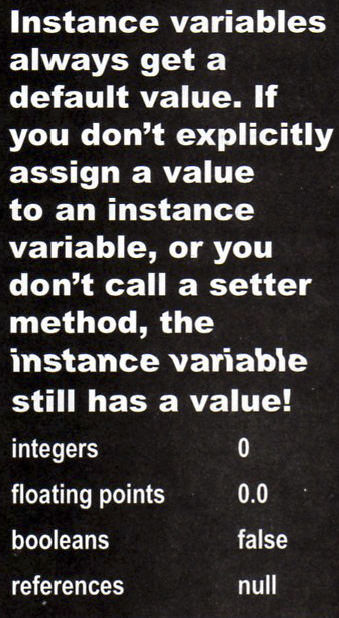 Instance variables
always get a
default value. If
you don't explicitly
assign a value
to an instance
variable, or you
don't call a setter
method, the
instance variable
still has a value!
integers 0
floating points 0.0
booleans false
references null